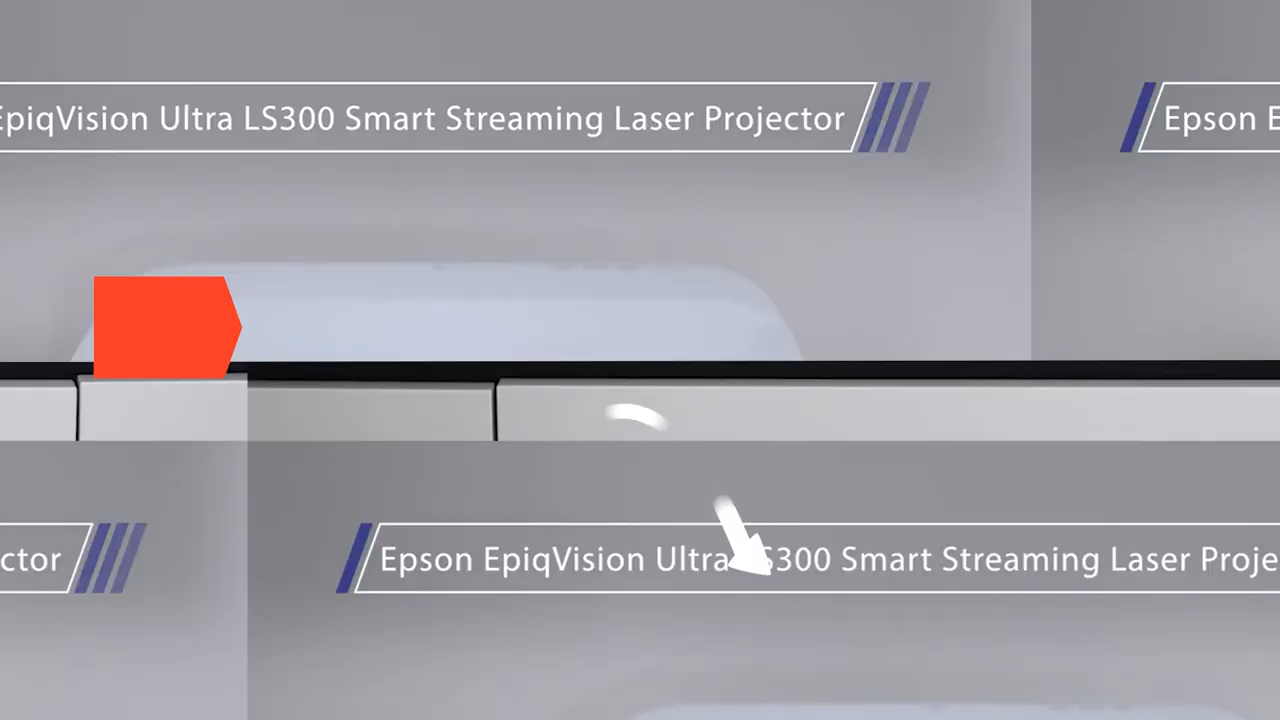 EpiqVision Ultra LS300 Smart Streaming Laser Projector
Epson E
ctor
Epson EpiqVision Ultra S300 Smart Streaming Laser Proje